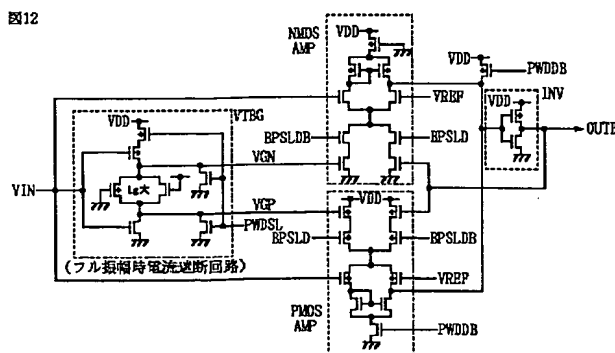 図12
NMOS
AMP
VDD
VDD
PWDDB
INV
VDD
OUTB
VTBG
VDD
VREF
BPSLDB
BPSLD
VGN
VIN
Lg大
VGP
PWDSL
(フル振幅時電流遮断回路)
VDD
BPSLD
BPSLDB
VREF
PMOS
AMP
PWDDB